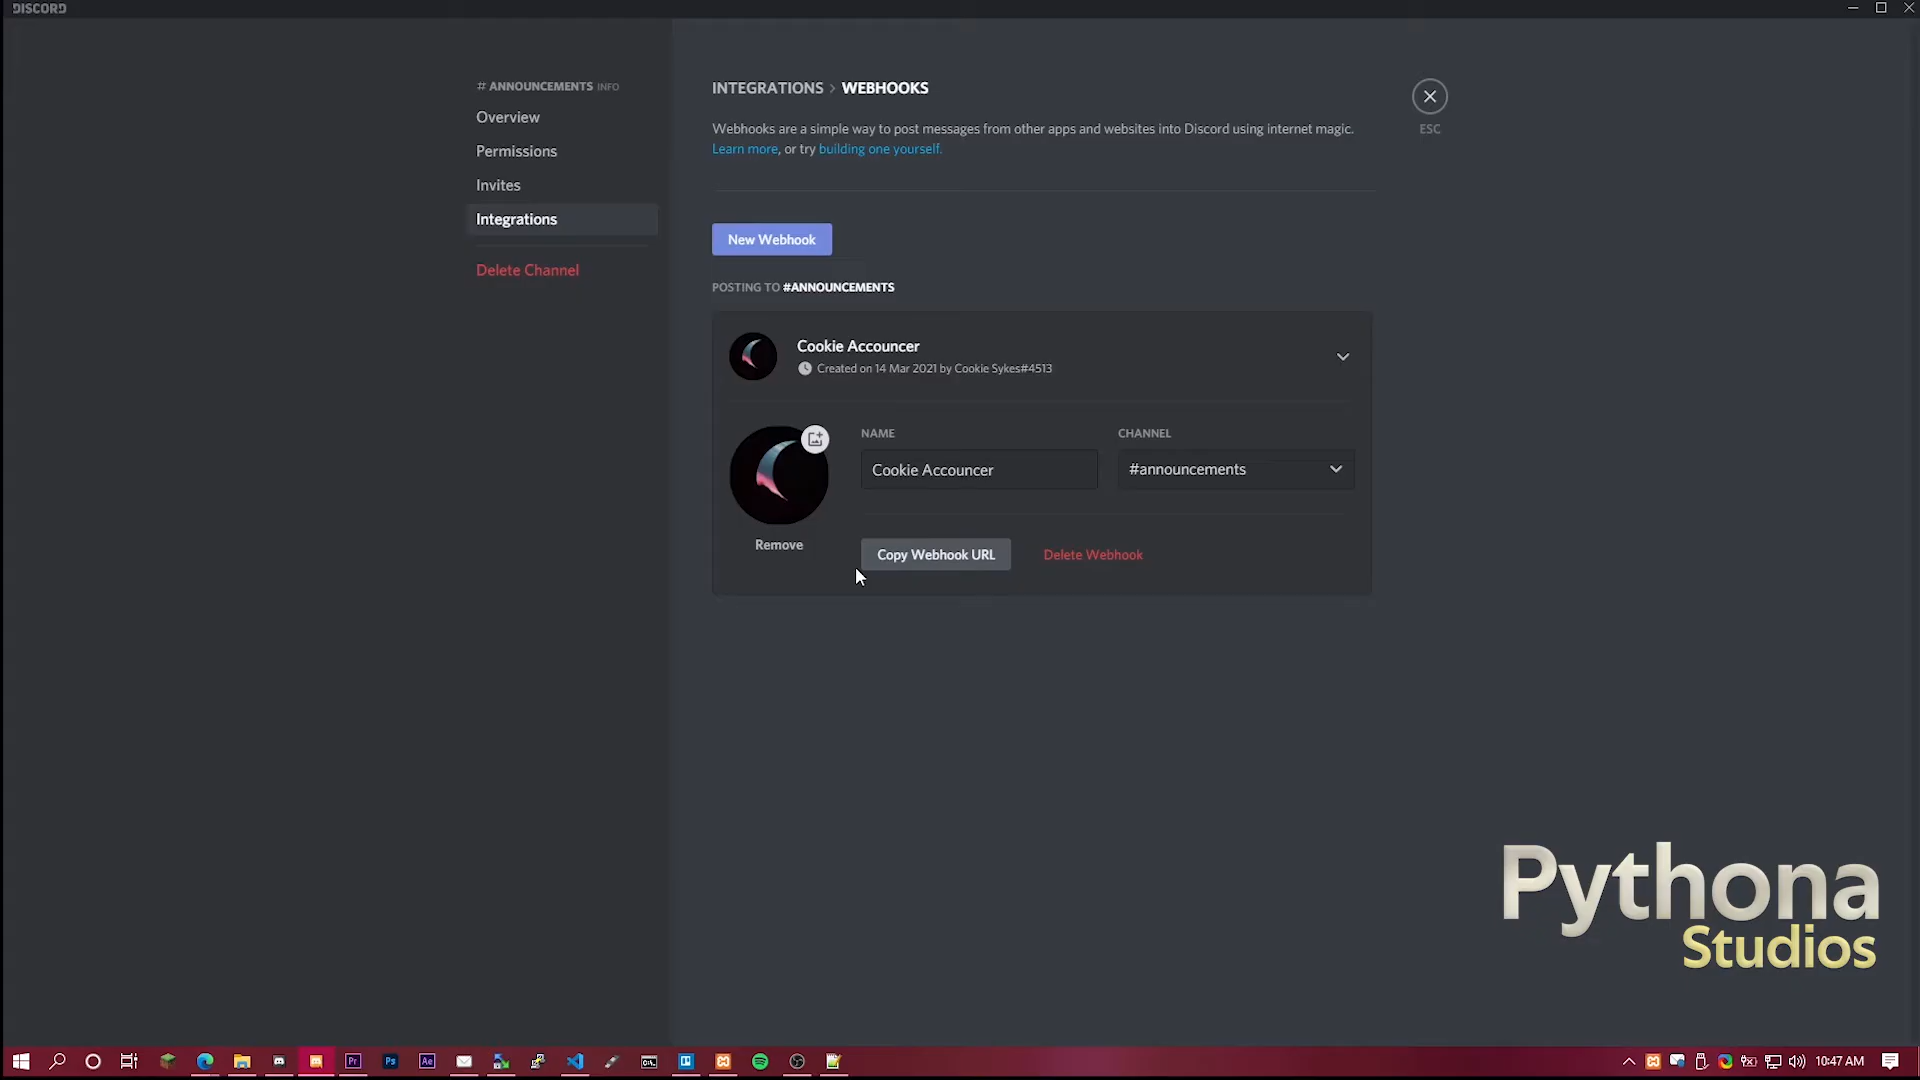 DISCORD
# ANNOUNCEMENTS INFO
Overview
Permissions
Invites
Integrations
Delete Channel
INTEGRATIONS > WEBHOOKS
Webhooks are a simple way to post messages from other apps and websites into Discord using internet magic.
Learn more, or try building one yourself.
ESC
New Webhook
POSTING TO #ANNOUNCEMENTS
Cookie Accouncer
Created on 14 Mar 2021 by Cookie Sykes#4513
NAME
CHANNEL
Cookie Accouncer
#announcements
Remove
Copy Webhook URL
Delete Webhook
Pythona
Studios
Pr
Ps
Ae
10:47 AM